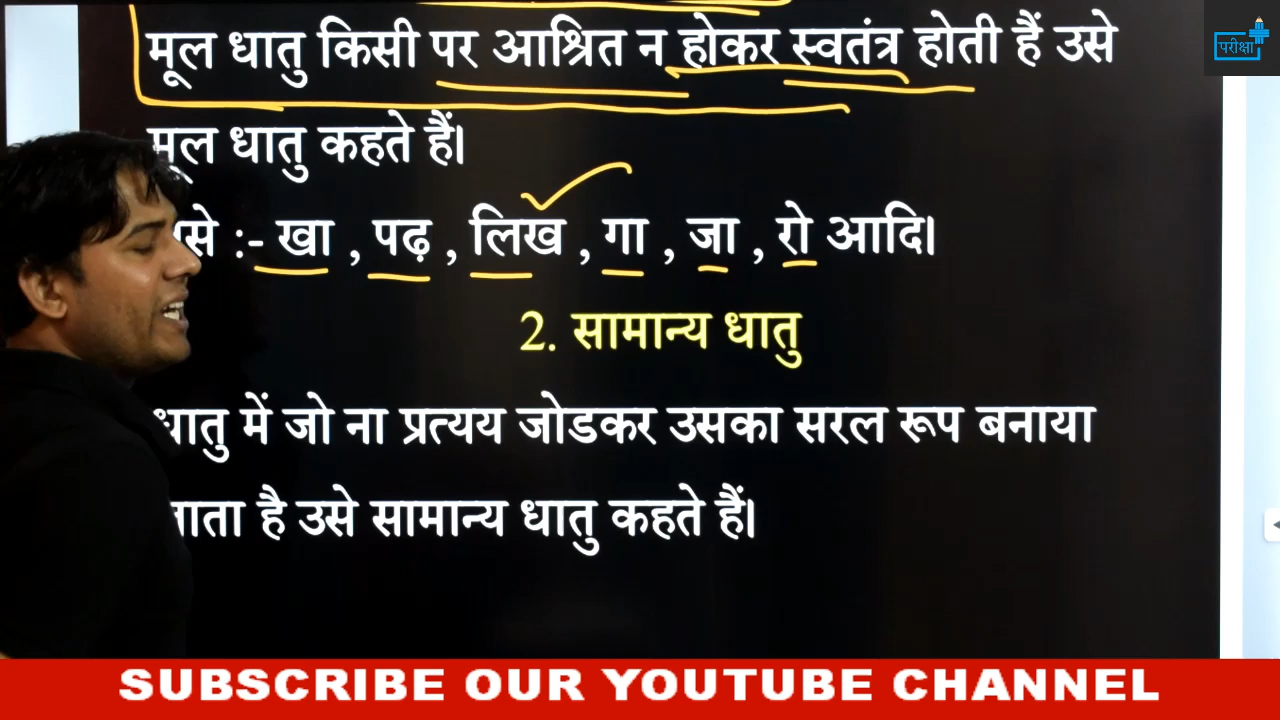 परीक्षा
मूल धातु किसी पर आश्रित न होकर स्वतंत्र होती हैं उसे
मूल धातु कहते हैं।
:- खा , पढ़ , लिख , गा , जा , रो आदि।
2. सामान्य धातु
धातु में जो ना प्रत्यय जोडकर उसका सरल रूप बनाया
है उसे सामान्य धातु कहते हैं।
SUBSCRIBE OUR YOUTUBE CHANNEL